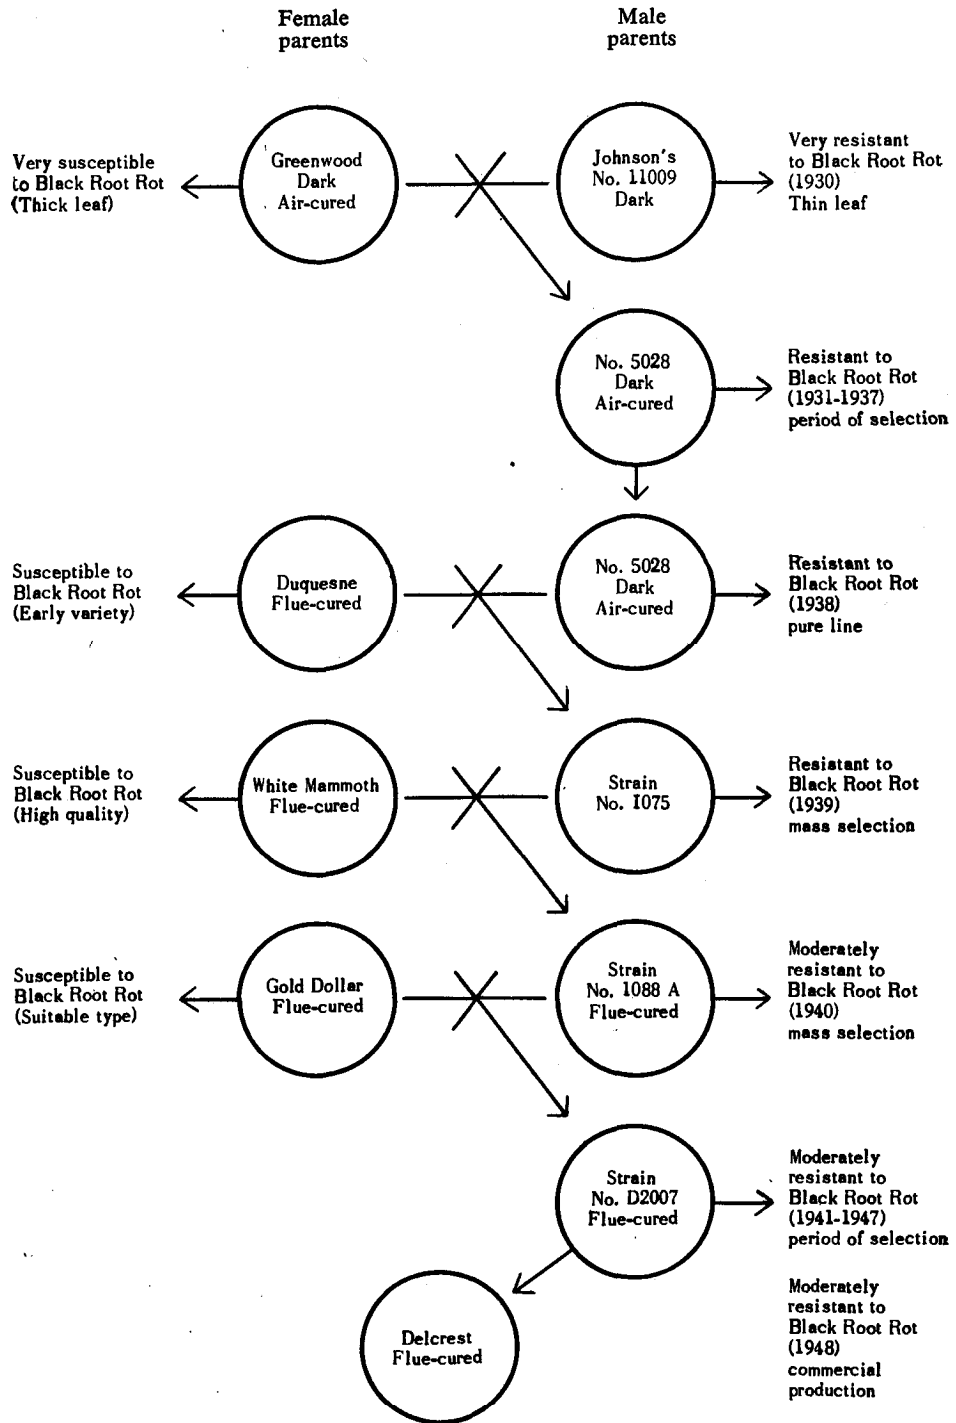 Female
parents
Male
parents
Very susceptible
to Black Root Rot
(Thick leaf)
Greenwood
Dark
Air-cured
Johnson's
No. 11009
Dark
Very resistant
to Black Root Rot
(1930)
Thin leaf
No. 5028
Dark
Air-cured
Resistant to
Black Root Rot
(1931-1937)
period of selection
Susceptible to
Black Root Rot
(Early variety)
Duquesne
Flue-cured
No. 5028
Dark
Air-cured
Resistant to
Black Root Rot
(1938)
pure line
Susceptible to
Black Root Rot
(High quality)
White Mammoth
Flue-cured
Strain
No. 1075
Resistant to
Black Root Rot
(1939)
mass selection
Susceptible to
Black Root Rot
(Suitable type)
Gold Dollar
Flue-cured
Strain
No. 1088 A
Flue-cured
Moderately
resistant to
Black Root Rot
(1940)
mass selection
Strain
No. D2007
Flue-cured
Moderately
resistant to
Black Root Rot
(1941-1947)
period of selection
Delcrest
Flue-cured
Moderately
resistant to
Black Root Rot
(1948)
commercial
production